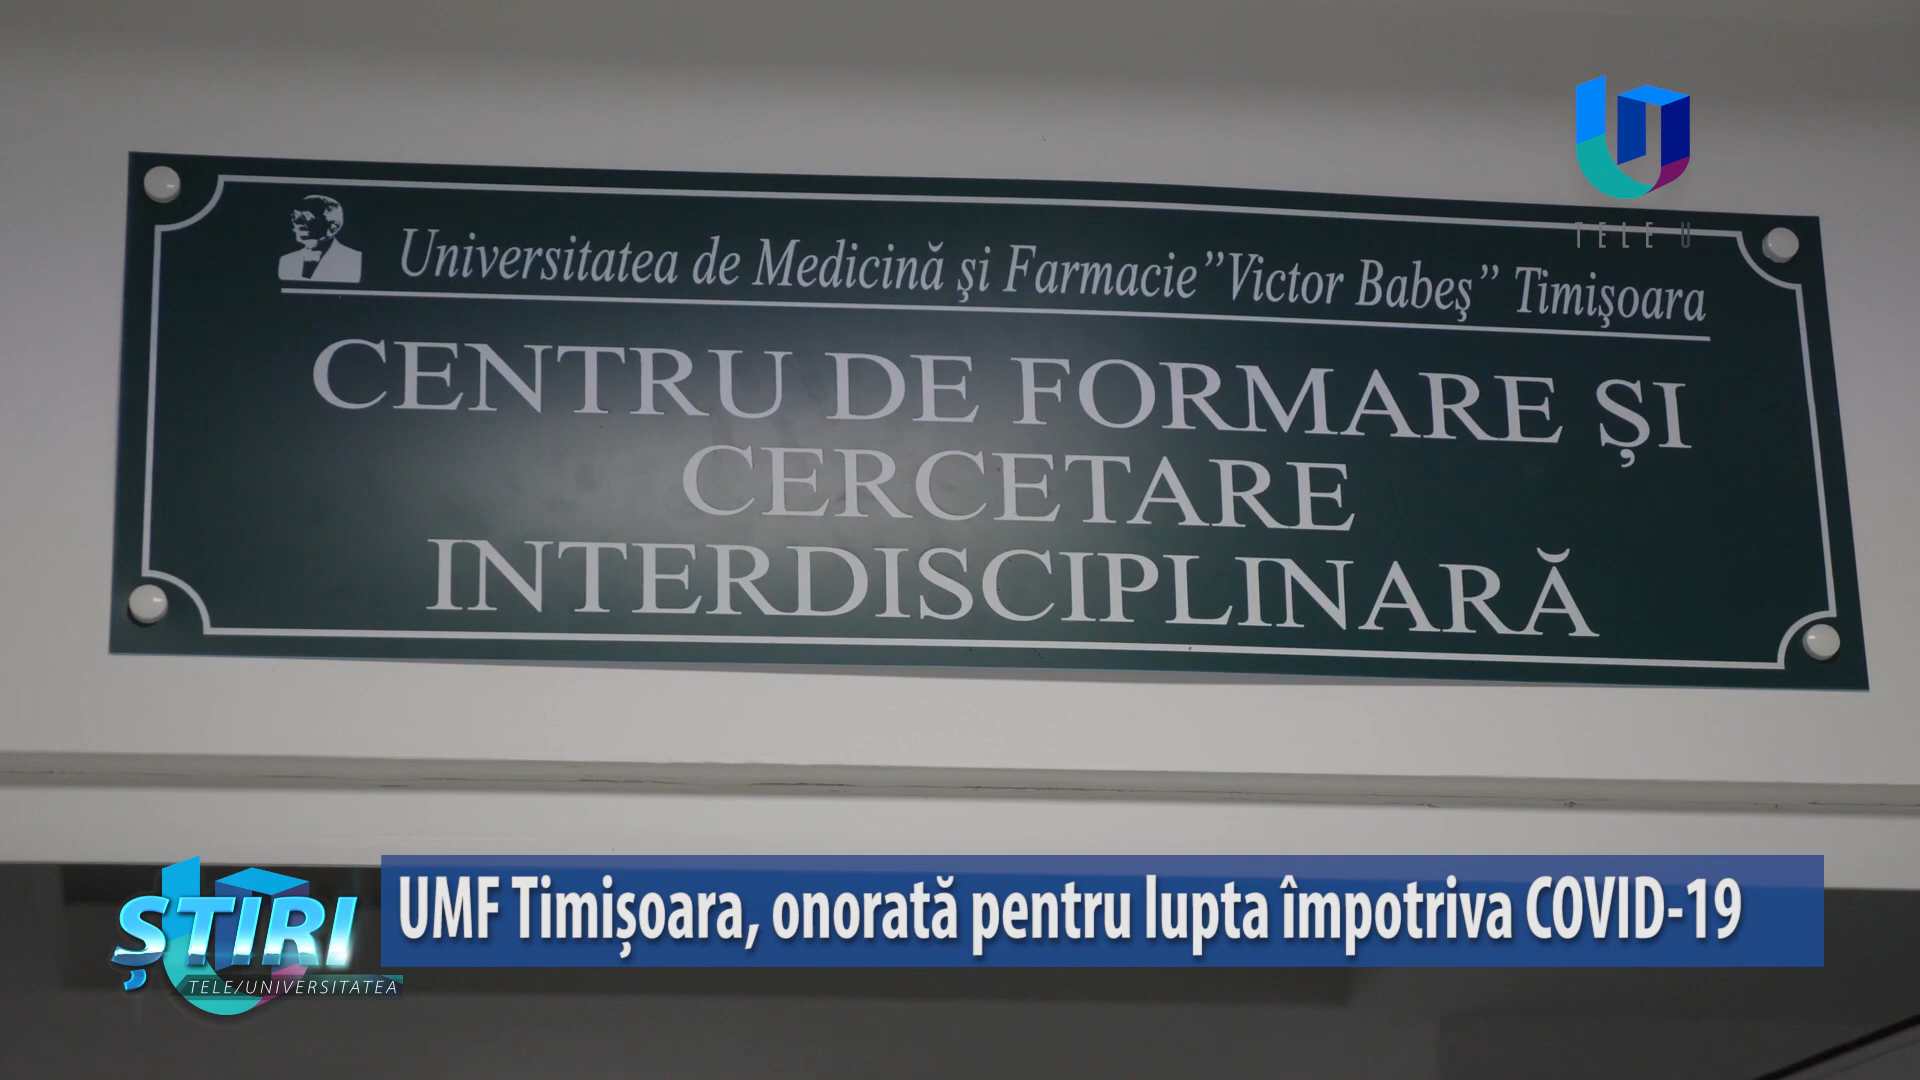 TELE U
Universitatea de Medicină şi Farmacie ”Victor Babeş” Timişoara
CENTRU DE FORMARE ȘI
CERCETARE
INTERDISCIPLINARĂ
ȘTIRI
TELE/UNIVERSITATEA
UMF Timișoara, onorată pentru lupta împotriva COVID-19